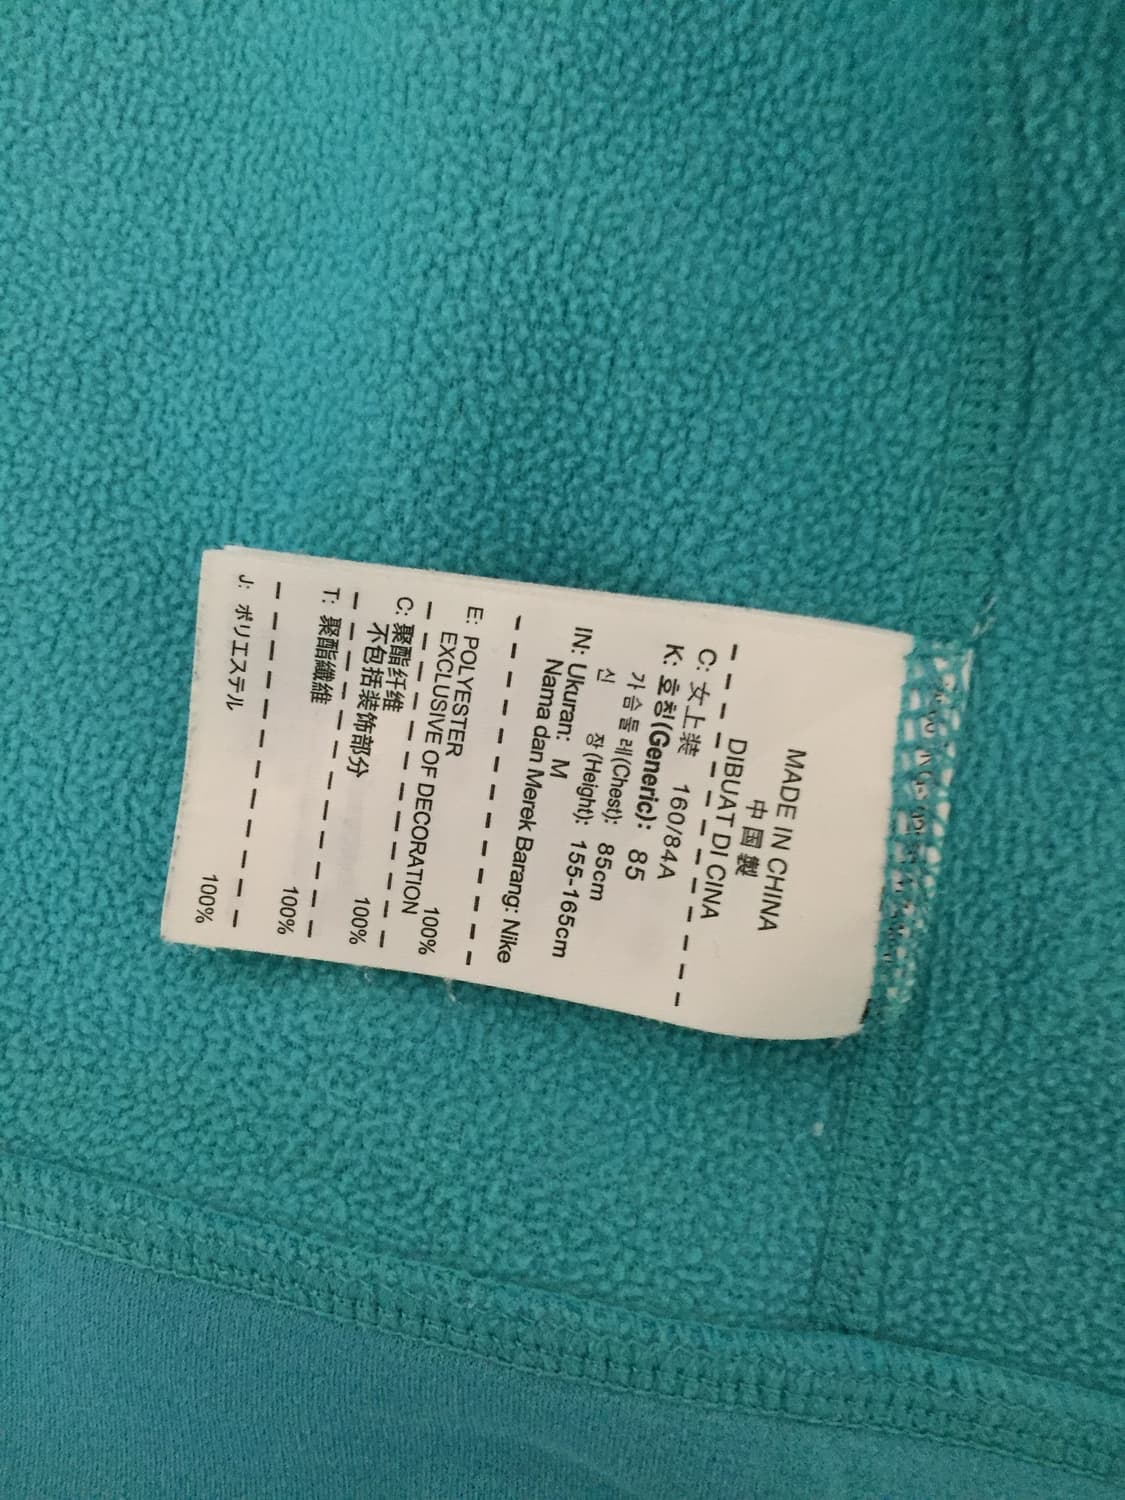 MADE IN CHINA
中国製
DIBUAT DI CINA
C: 女上装 160/84A
K: 호칭(Generic): 85
가슴둘레(Chest): 85cm
신 장(Height): 155-165cm
IN: Ukuran: M
Nama dan Merek Barang: Nike
E: POLYESTER 100%
EXCLUSIVE OF DECORATION
C: 聚酯纤维 100%
不包括装饰部分
T: 聚酯纖維 100%
J: ポリエステル 100%